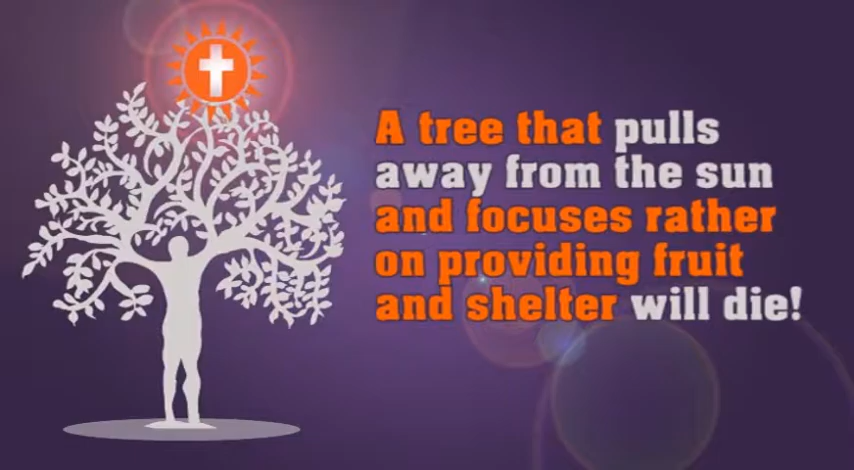 A tree that pulls
away from the sun
and focuses rather
on providing fruit
and shelter will die!